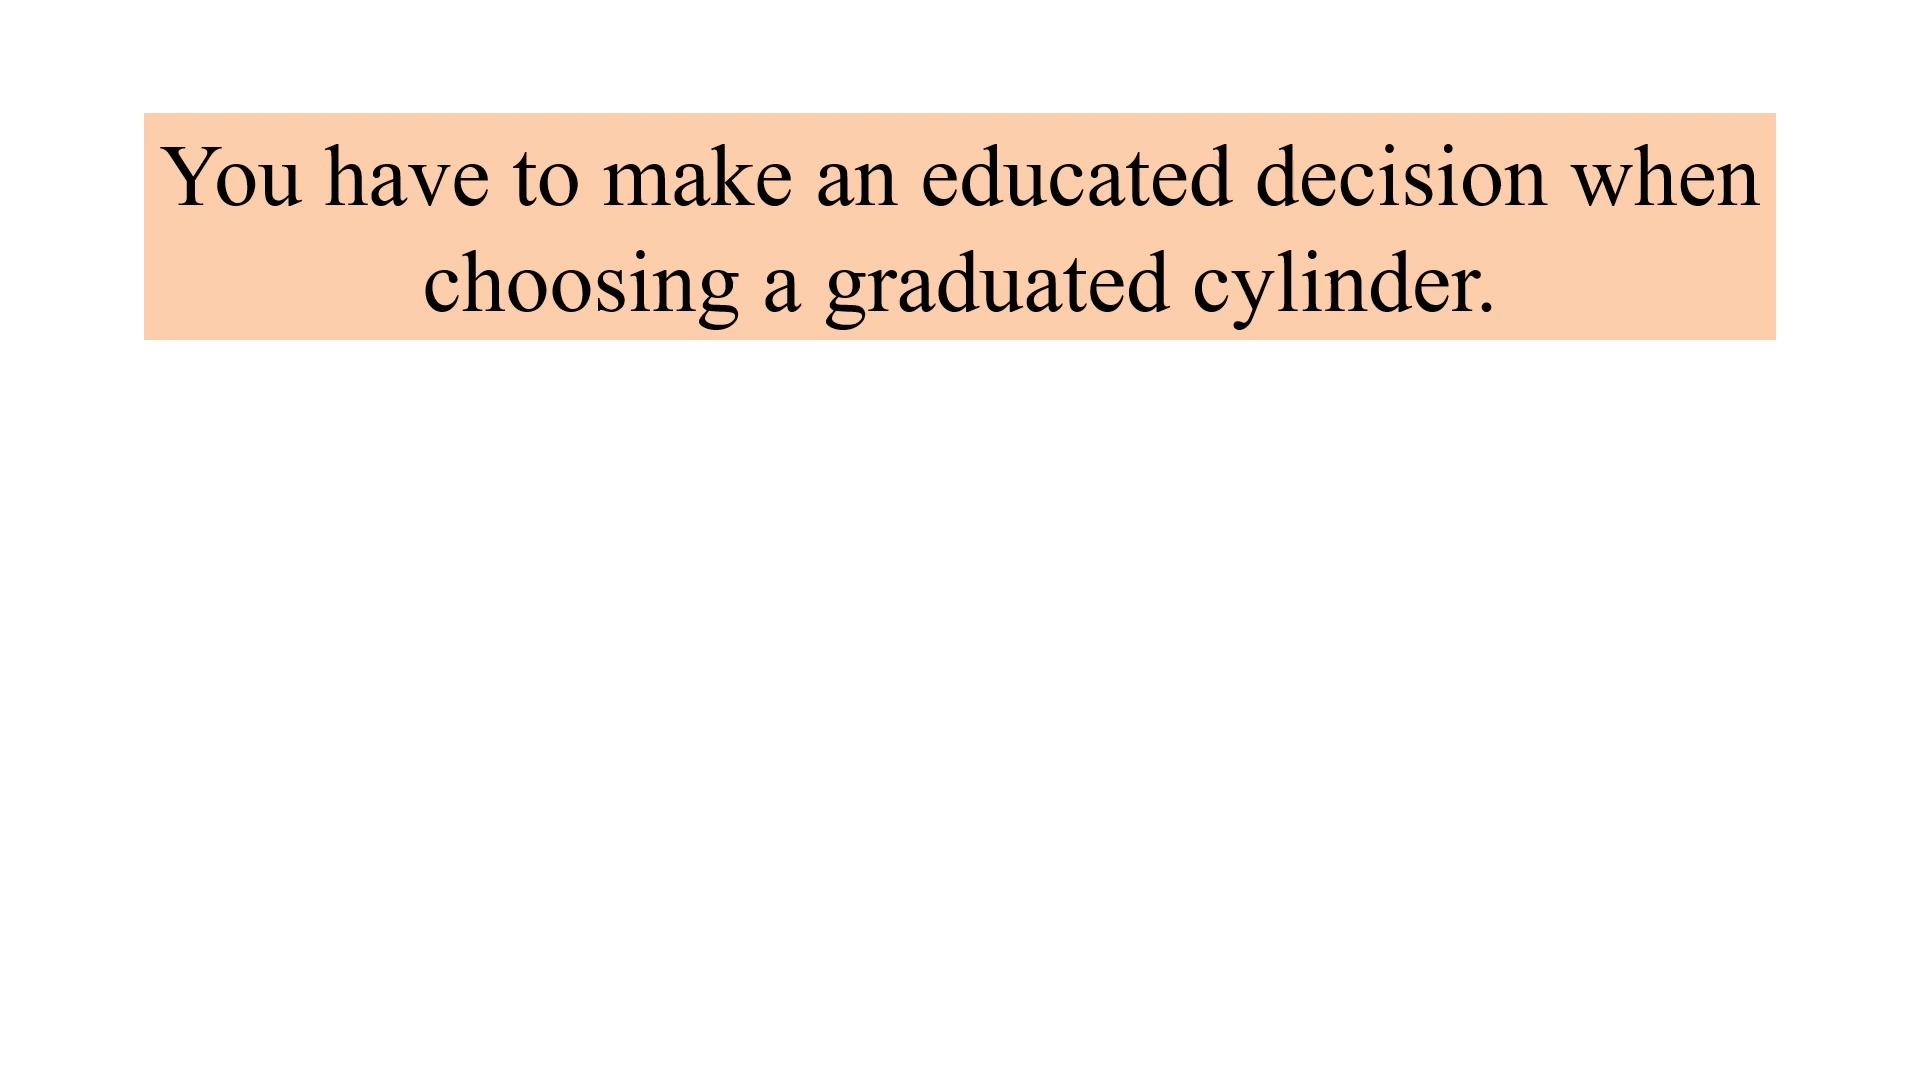 You have to make an educated decision when
choosing a graduated cylinder.